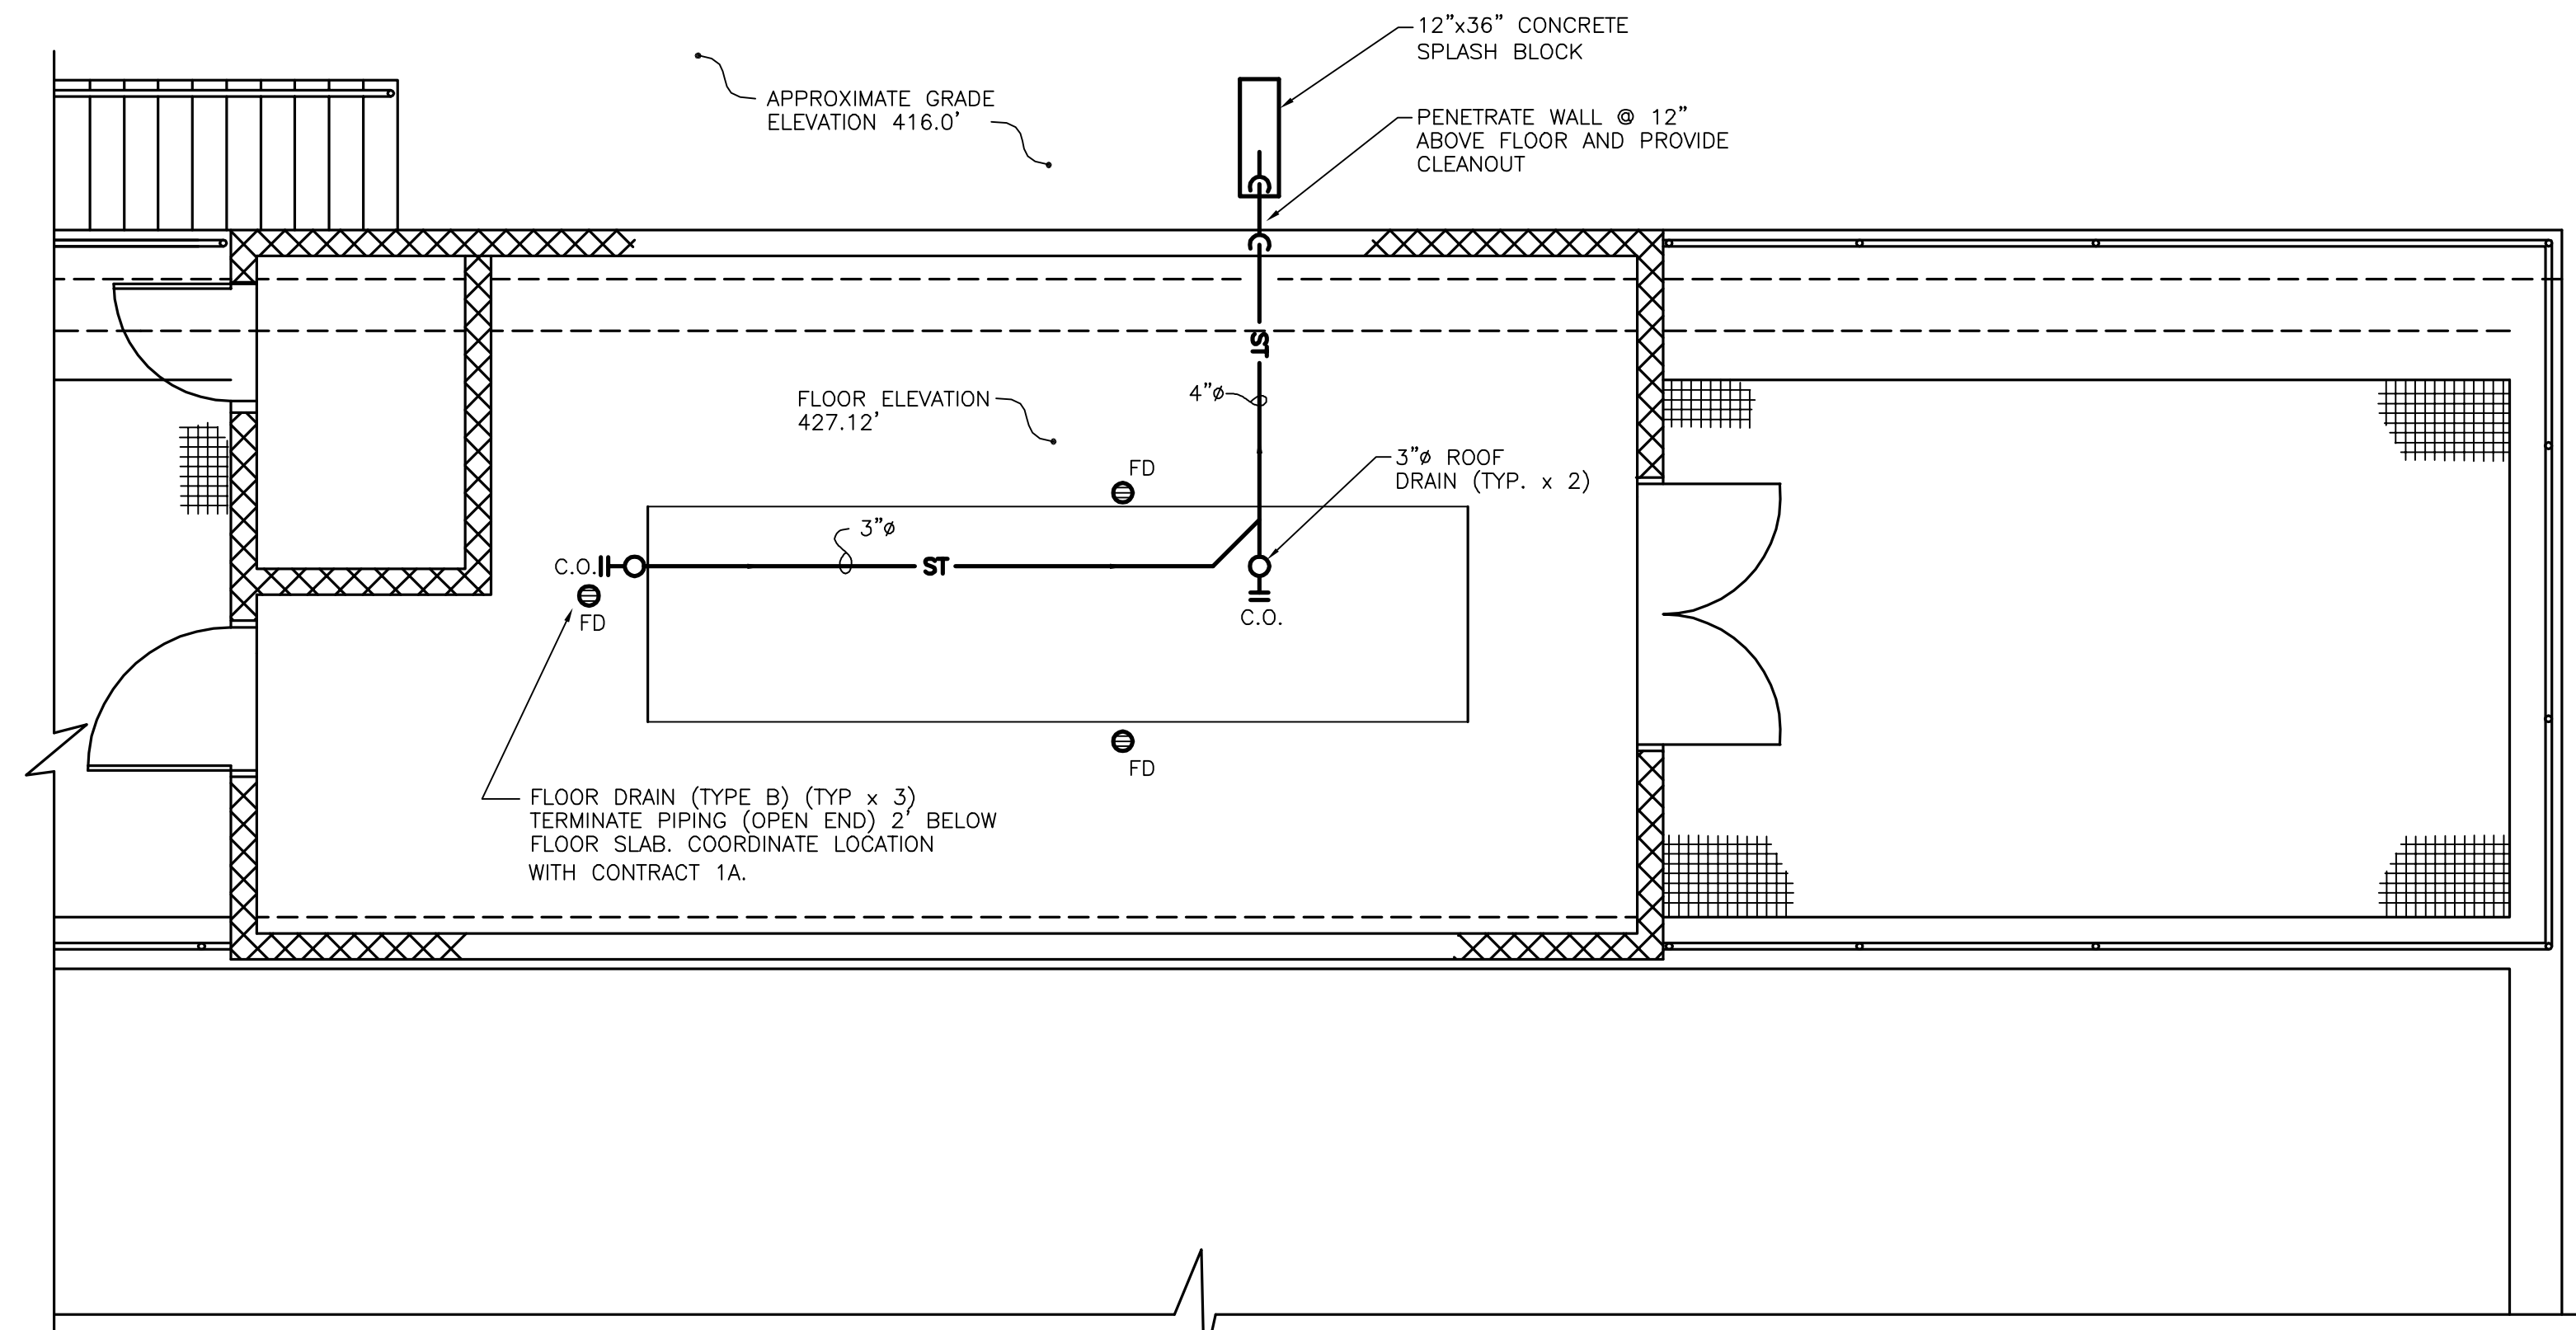 12"x36" CONCRETE
SPLASH BLOCK
APPROXIMATE GRADE
ELEVATION 416.0'
PENETRATE WALL @ 12"
ABOVE FLOOR AND PROVIDE
CLEANOUT
ST
4"ø
FLOOR ELEVATION
427.12'
3"ø ROOF
DRAIN (TYP. x 2)
FD
3"ø
C.O.
ST
FD
C.O.
FD
FLOOR DRAIN (TYPE B) (TYP x 3)
TERMINATE PIPING (OPEN END) 2' BELOW
FLOOR SLAB. COORDINATE LOCATION
WITH CONTRACT 1A.